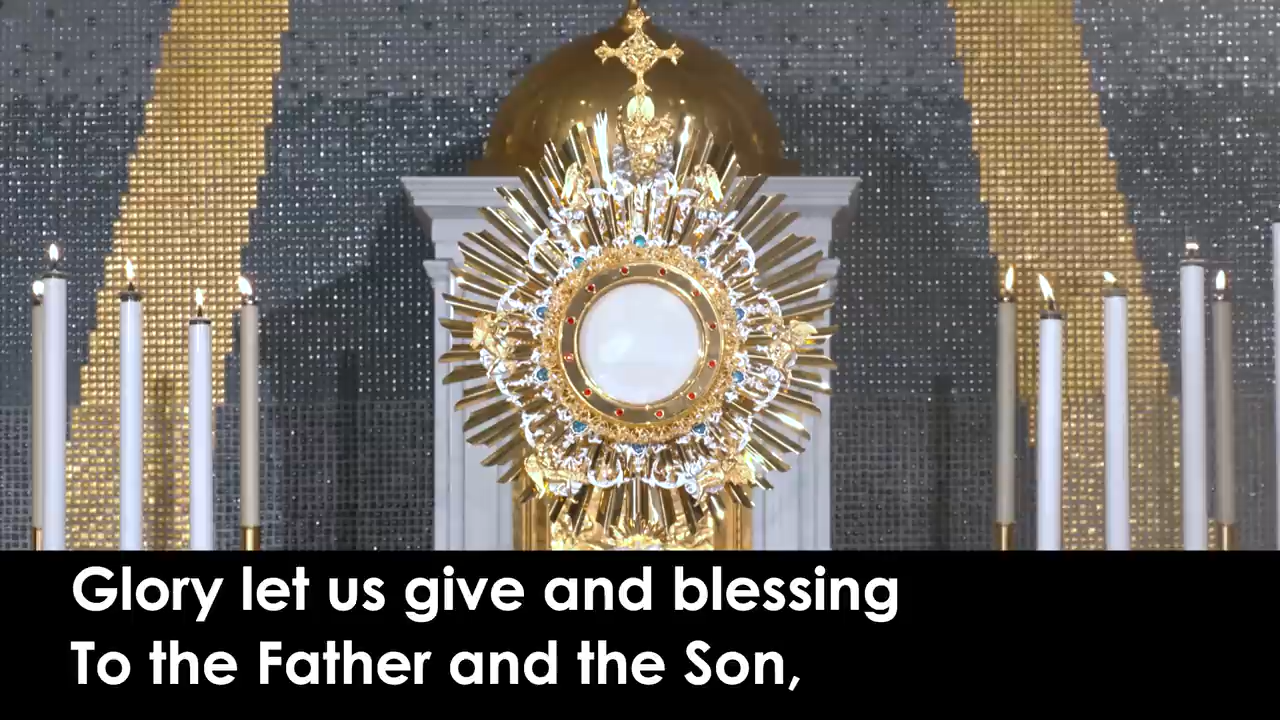 Glory let us give and blessing
To the Father and the Son,